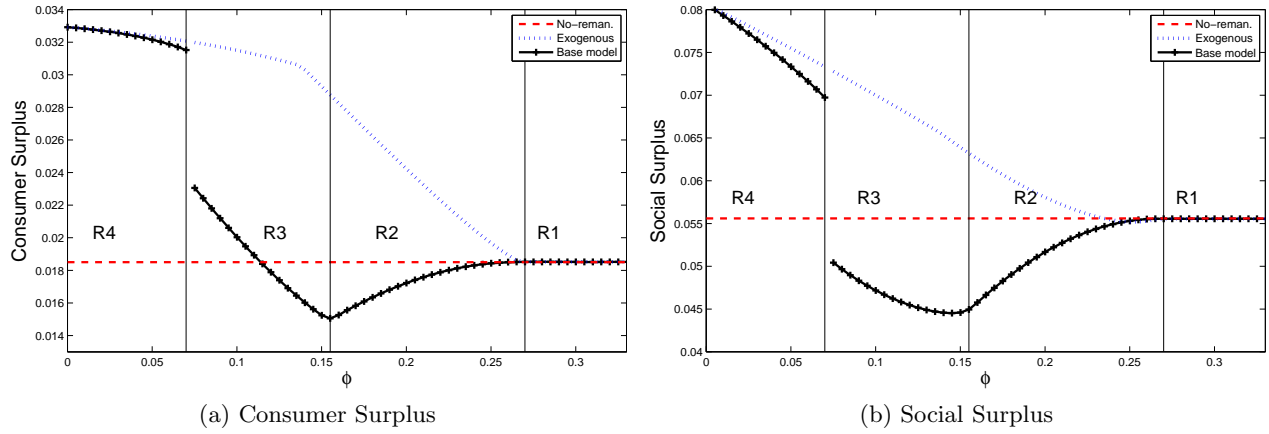 0.034
0.032
0.03
0.028
0.026
0.024
0.022
0.02
0.018
0.016
0.014
Consumer Surplus
No-reman.
Exogenous
Base model
R4
R3
R2
R1
0
0.05
0.1
0.15
0.2
0.25
0.3
ϕ
(a) Consumer Surplus
0.08
0.075
0.07
0.065
0.06
0.055
0.05
0.045
0.04
Social Surplus
No-reman.
Exogenous
Base model
R4
R3
R2
R1
0
0.05
0.1
0.15
0.2
0.25
0.3
ϕ
(b) Social Surplus